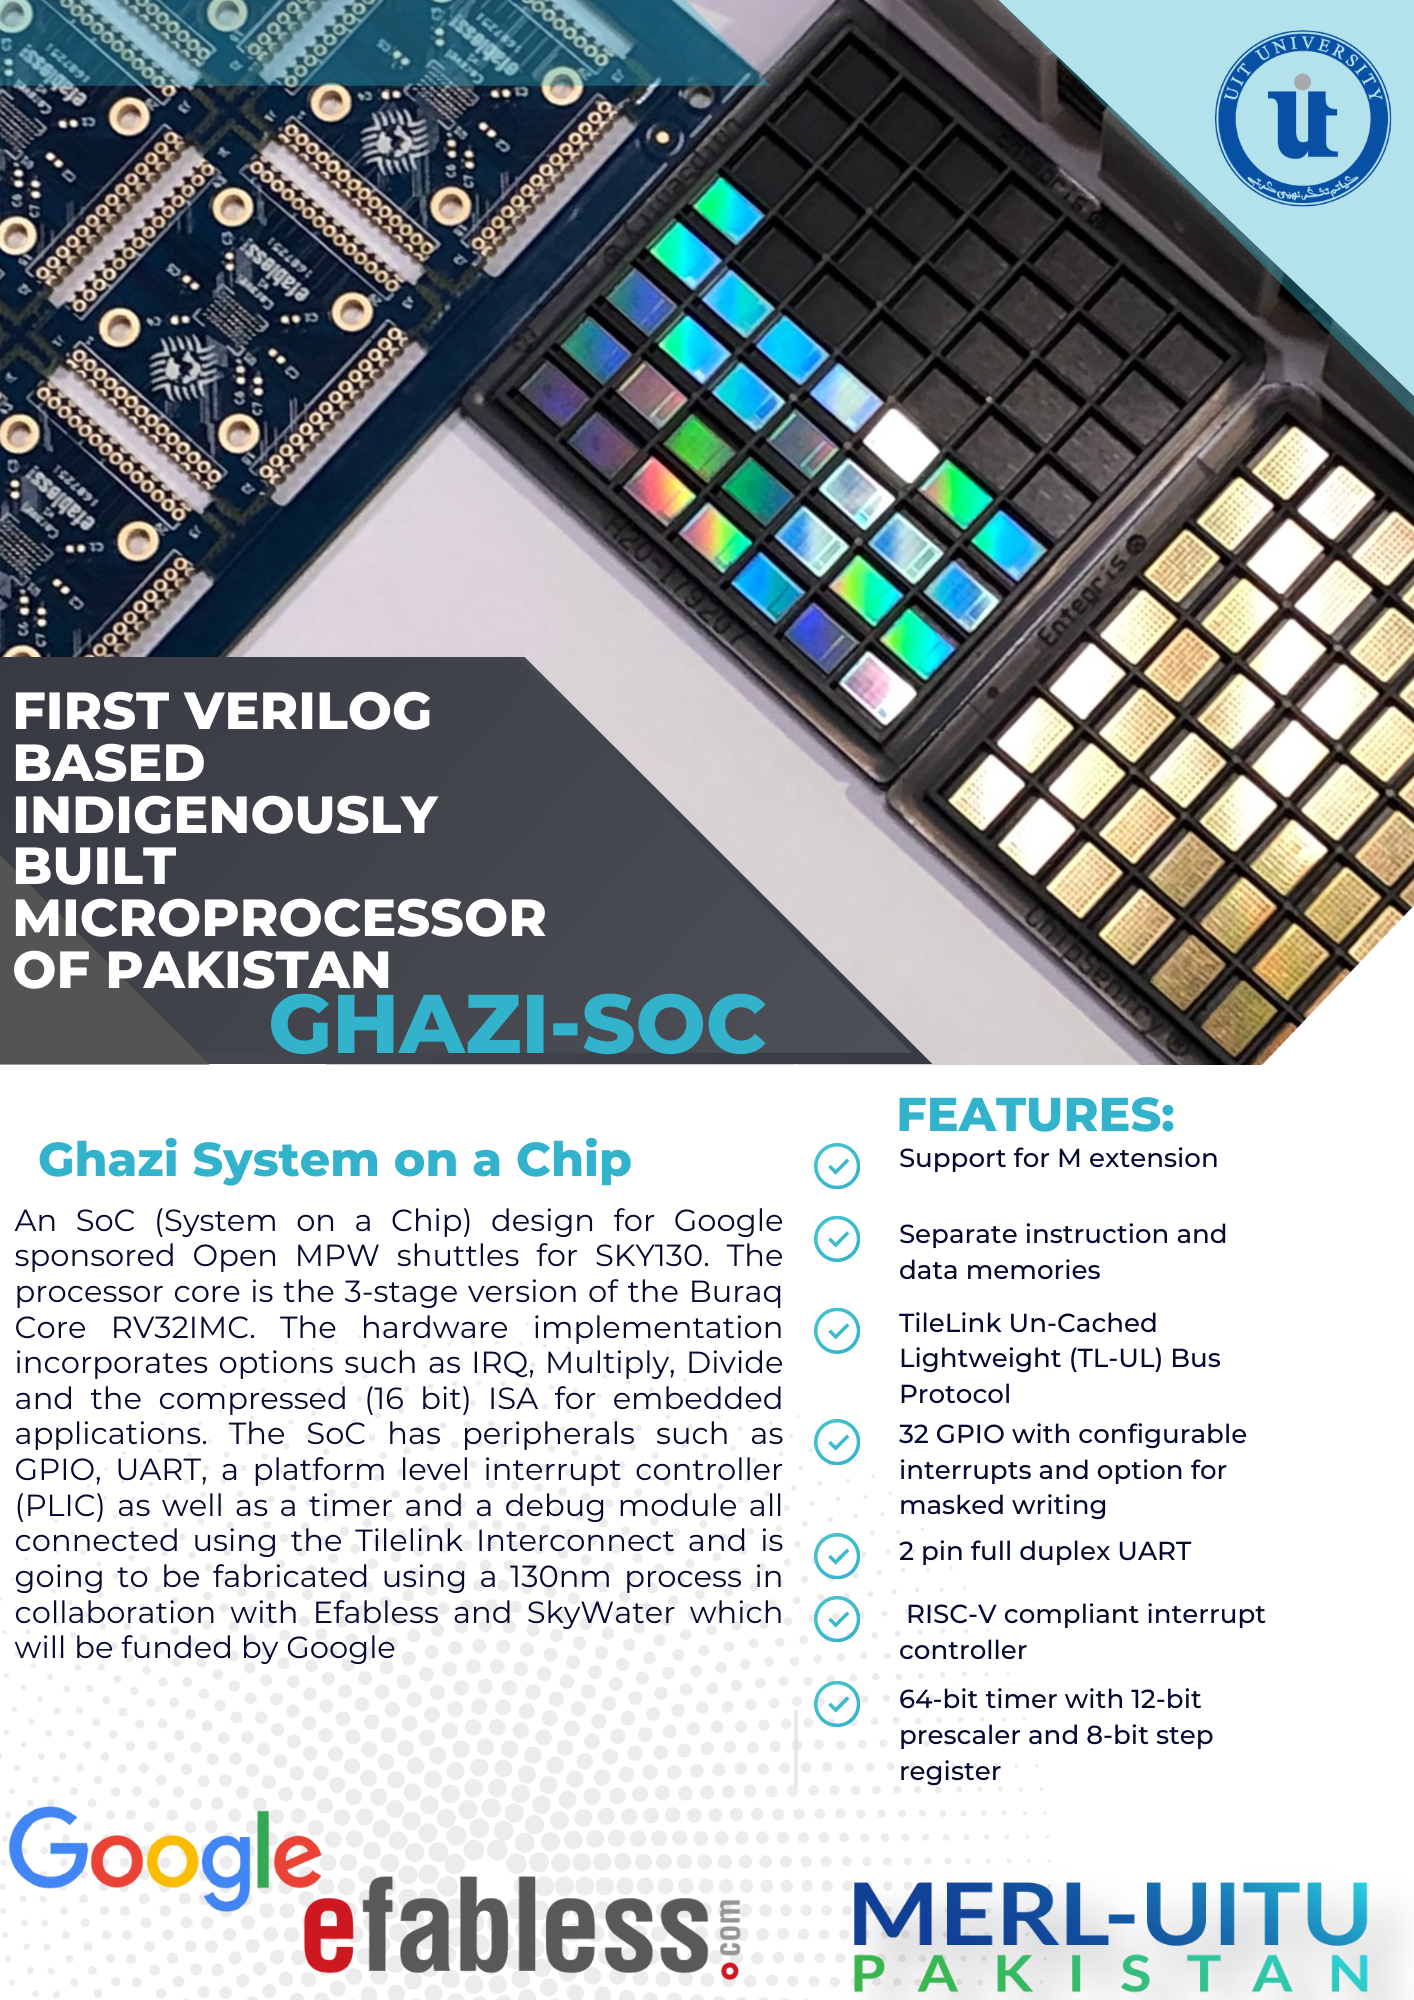 UIT UNIVERSITY
uit
efabless!
Caravel
1687251
Entegris
H20-179207
Chipsentry
FIRST VERILOG
BASED
INDIGENOUSLY
BUILT
MICROPROCESSOR
OF PAKISTAN
GHAZI-SOC
Ghazi System on a Chip
An SoC (System on a Chip) design for Google
sponsored Open MPW shuttles for SKY130. The
processor core is the 3-stage version of the Buraq
Core RV32IMC. The hardware implementation
incorporates options such as IRQ, Multiply, Divide
and the compressed (16 bit) ISA for embedded
applications. The SoC has peripherals such as
GPIO, UART, a platform level interrupt controller
(PLIC) as well as a timer and a debug module all
connected using the Tilelink Interconnect and is
going to be fabricated using a 130nm process in
collaboration with Efabless and SkyWater which
will be funded by Google
FEATURES:
Support for M extension
Separate instruction and
data memories
TileLink Un-Cached
Lightweight (TL-UL) Bus
Protocol
32 GPIO with configurable
interrupts and option for
masked writing
2 pin full duplex UART
RISC-V compliant interrupt
controller
64-bit timer with 12-bit
prescaler and 8-bit step
register
Google
efabless.com
MERL-UITU
PAKISTAN